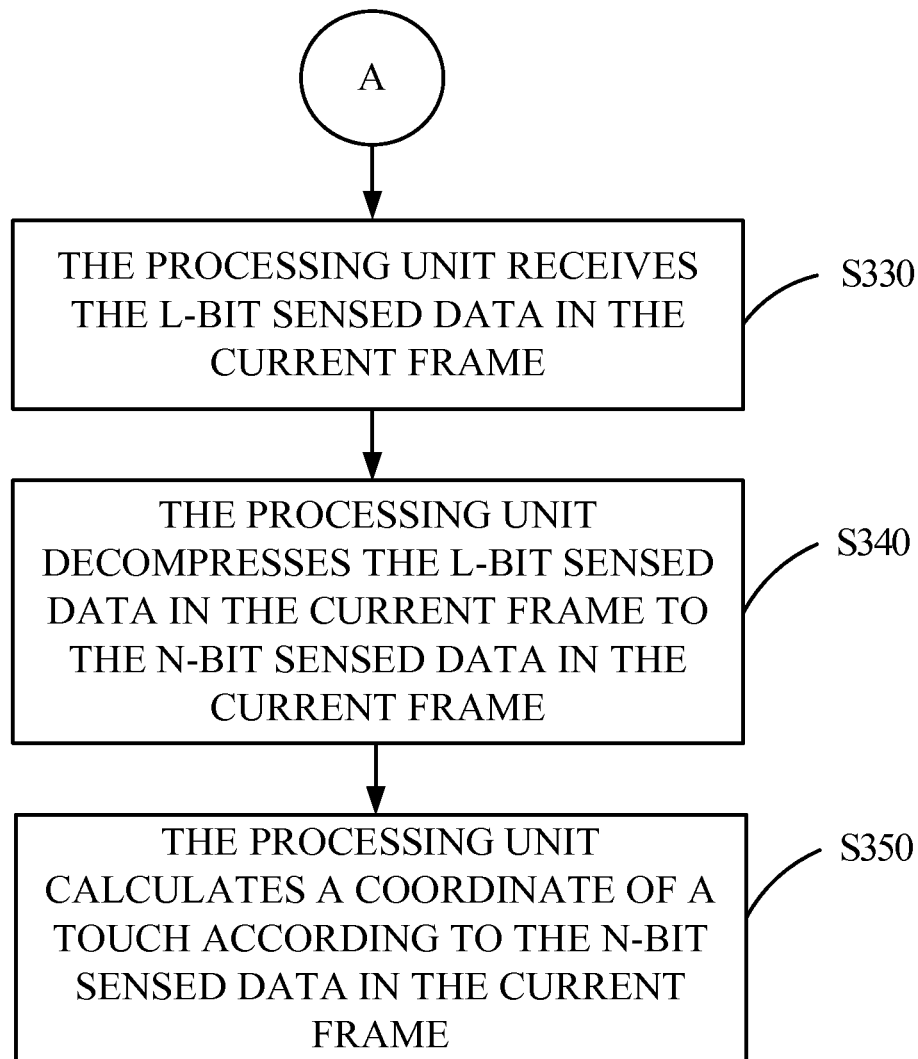 A
THE PROCESSING UNIT RECEIVES
THE L-BIT SENSED DATA IN THE
CURRENT FRAME
S330
THE PROCESSING UNIT
DECOMPRESSES THE L-BIT SENSED
DATA IN THE CURRENT FRAME TO
THE N-BIT SENSED DATA IN THE
CURRENT FRAME
S340
THE PROCESSING UNIT
CALCULATES A COORDINATE OF A
TOUCH ACCORDING TO THE N-BIT
SENSED DATA IN THE CURRENT
FRAME
S350